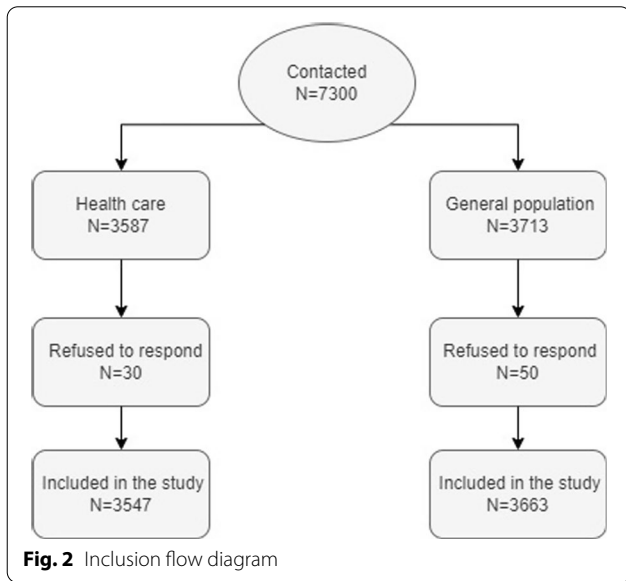 Contacted
N=7300
Health care
N=3587
General population
N=3713
Refused to respond
N=30
Refused to respond
N=50
Included in the study
N=3547
Included in the study
N=3663
Fig. 2 Inclusion flow diagram